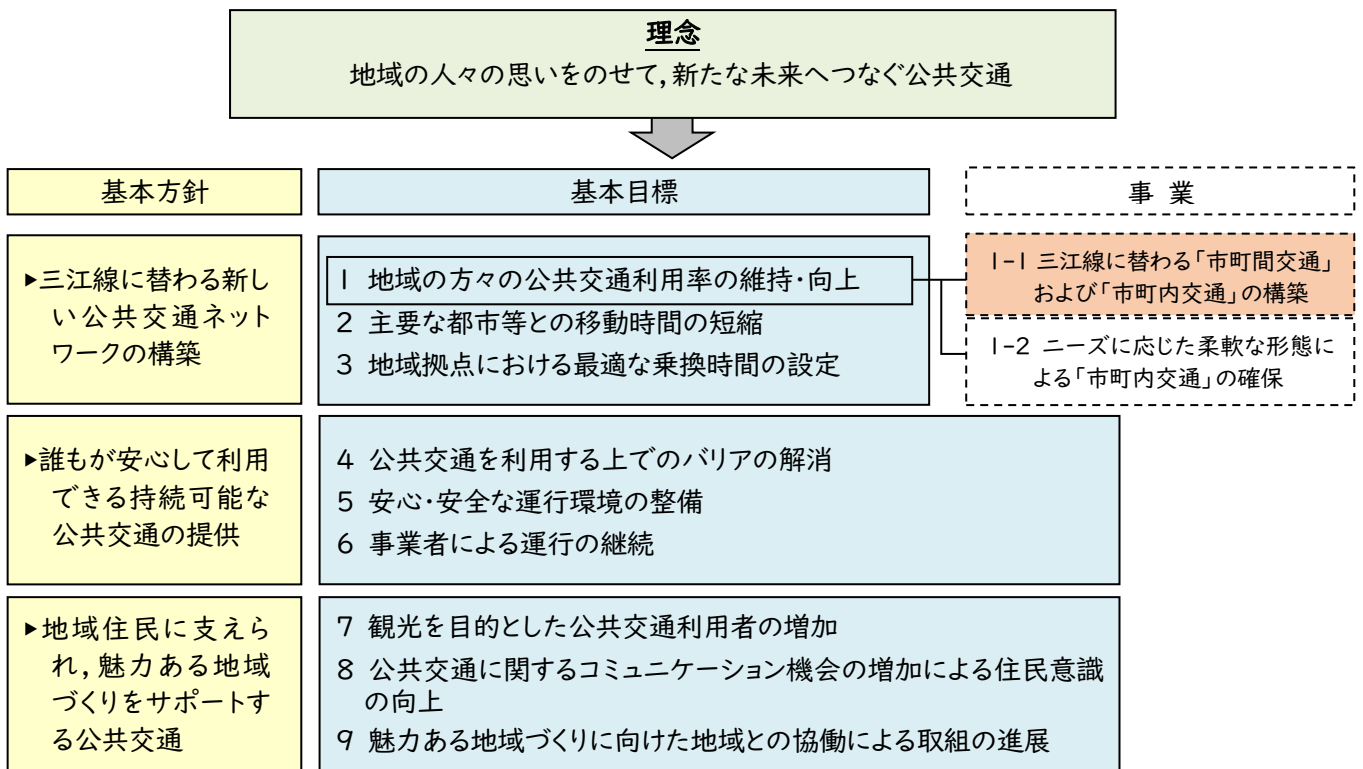 理念
地域の人々の思いをのせて,新たな未来へつなぐ公共交通
基本方針
基本目標
事 業
▶三江線に替わる新し
い公共交通ネット
ワークの構築
1 地域の方々の公共交通利用率の維持・向上
2 主要な都市等との移動時間の短縮
3 地域拠点における最適な乗換時間の設定
1-1 三江線に替わる「市町間交通」
および「市町内交通」の構築
1-2 ニーズに応じた柔軟な形態に
よる「市町内交通」の確保
▶誰もが安心して利用
できる持続可能な
公共交通の提供
4 公共交通を利用する上でのバリアの解消
5 安心・安全な運行環境の整備
6 事業者による運行の継続
▶地域住民に支えら
れ,魅力ある地域
づくりをサポートす
る公共交通
7 観光を目的とした公共交通利用者の増加
8 公共交通に関するコミュニケーション機会の増加による住民意識
の向上
9 魅力ある地域づくりに向けた地域との協働による取組の進展